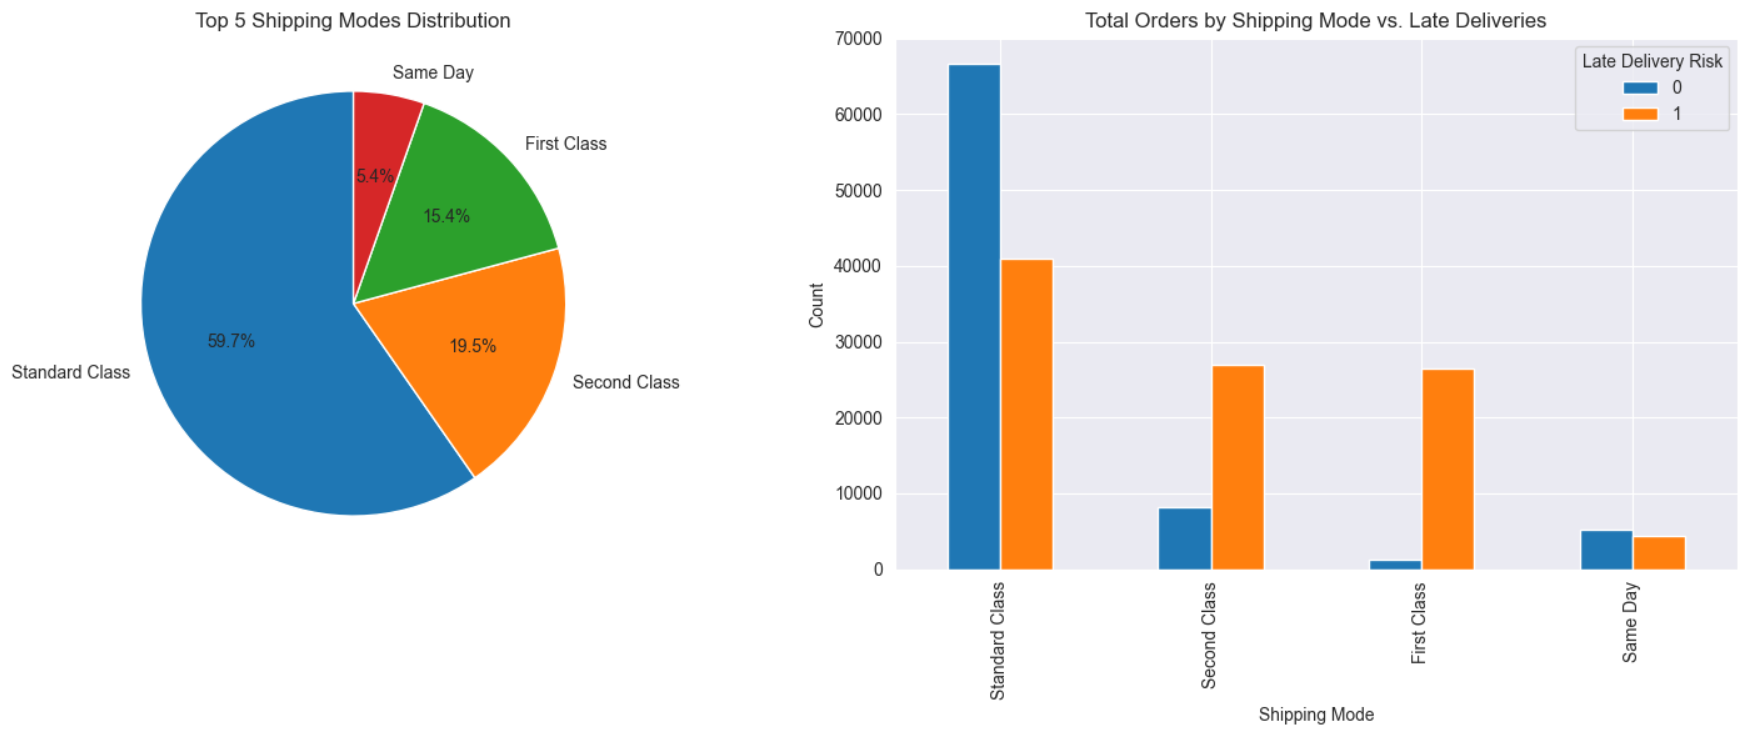 Top 5 Shipping Modes Distribution
Same Day
First Class
5.4%
15.4%
59.7%
19.5%
Standard Class
Second Class
Total Orders by Shipping Mode vs. Late Deliveries
Late Delivery Risk
0
1
70000
60000
50000
40000
30000
20000
10000
0
Count
Standard Class
Second Class
First Class
Same Day
Shipping Mode